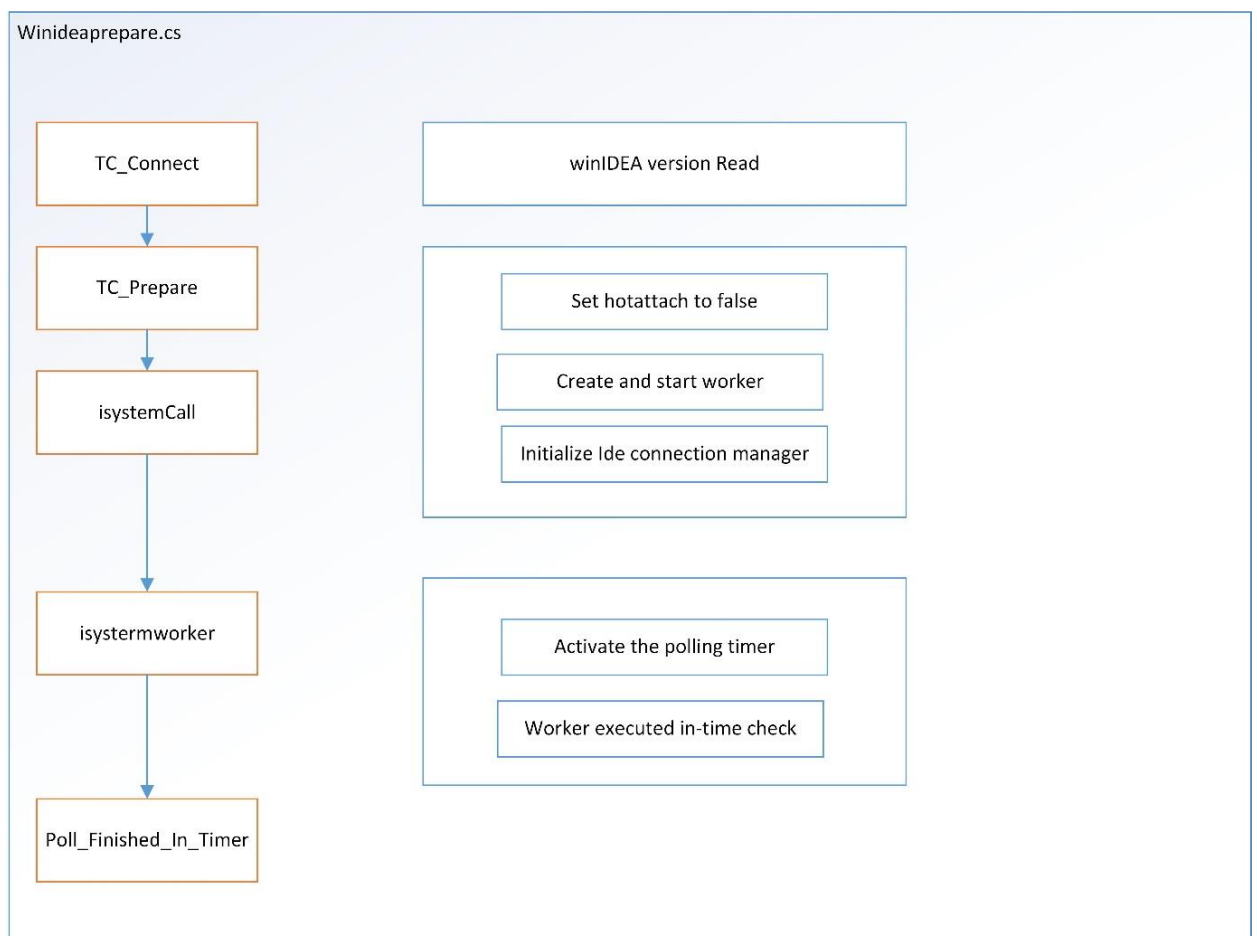 Winideaprepare.cs
TC_Connect
winIDEA version Read
TC_Prepare
Set hotattach to false
Create and start worker
isystemCall
Initialize Ide connection manager
isystermworker
Activate the polling timer
Worker executed in-time check
Poll_Finished_In_Timer